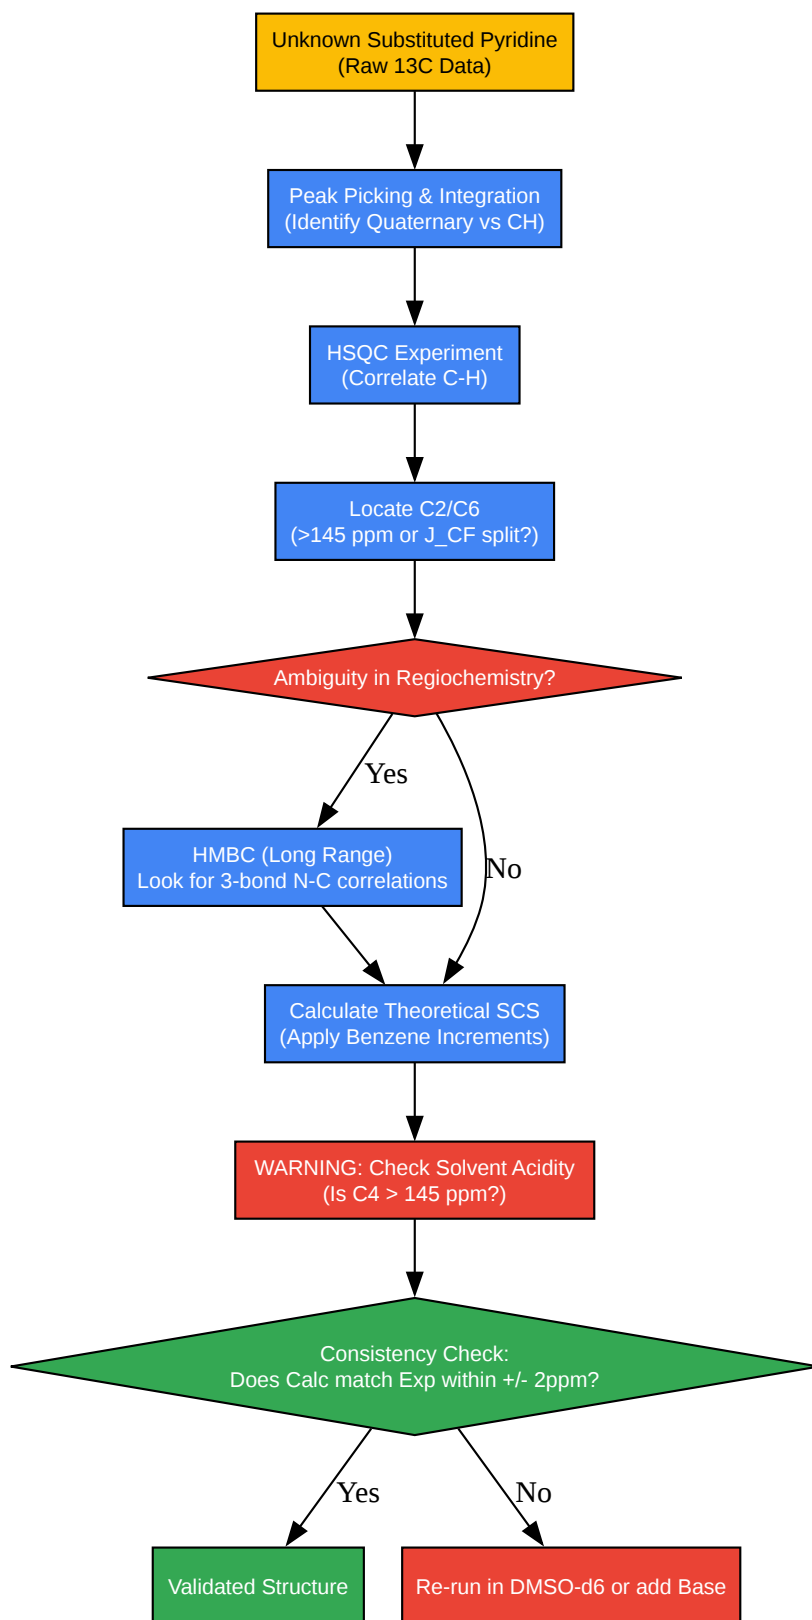 Unknown Substituted Pyridine
(Raw 13C Data)
Peak Picking & Integration
(Identify Quaternary vs CH)
HSQC Experiment
(Correlate C-H)
Locate C2/C6
(>145 ppm or J_CF split?)
Ambiguity in Regiochemistry?
Yes
HMBC (Long Range)
Look for 3-bond N-C correlations
No
Calculate Theoretical SCS
(Apply Benzene Increments)
WARNING: Check Solvent Acidity
(Is C4 > 145 ppm?)
Consistency Check:
Does Calc match Exp within +/- 2ppm?
Yes
No
Validated Structure
Re-run in DMSO-d6 or add Base